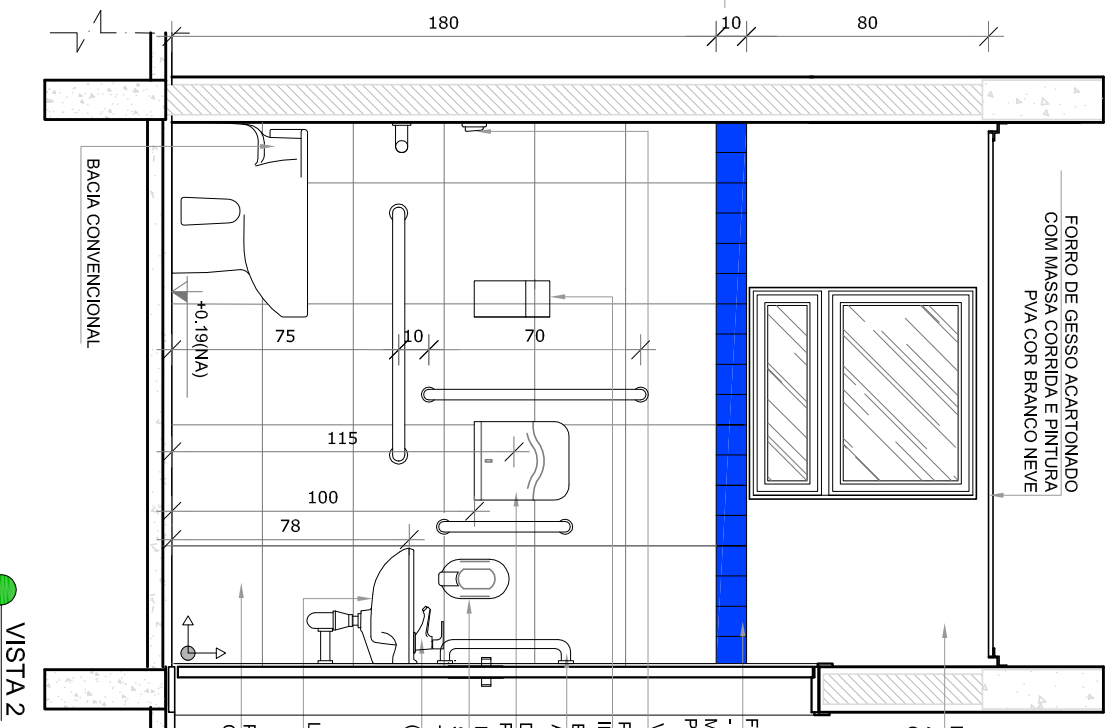 180
10
80
FORRO DE GESSO ACARTONADO
COM MASSA CORRIDA E PINTURA
PVA COR BRANCO NEVE
BACIA CONVENCIONAL
+0.19(NA)
75
10
70
115
100
78
VISTA 2